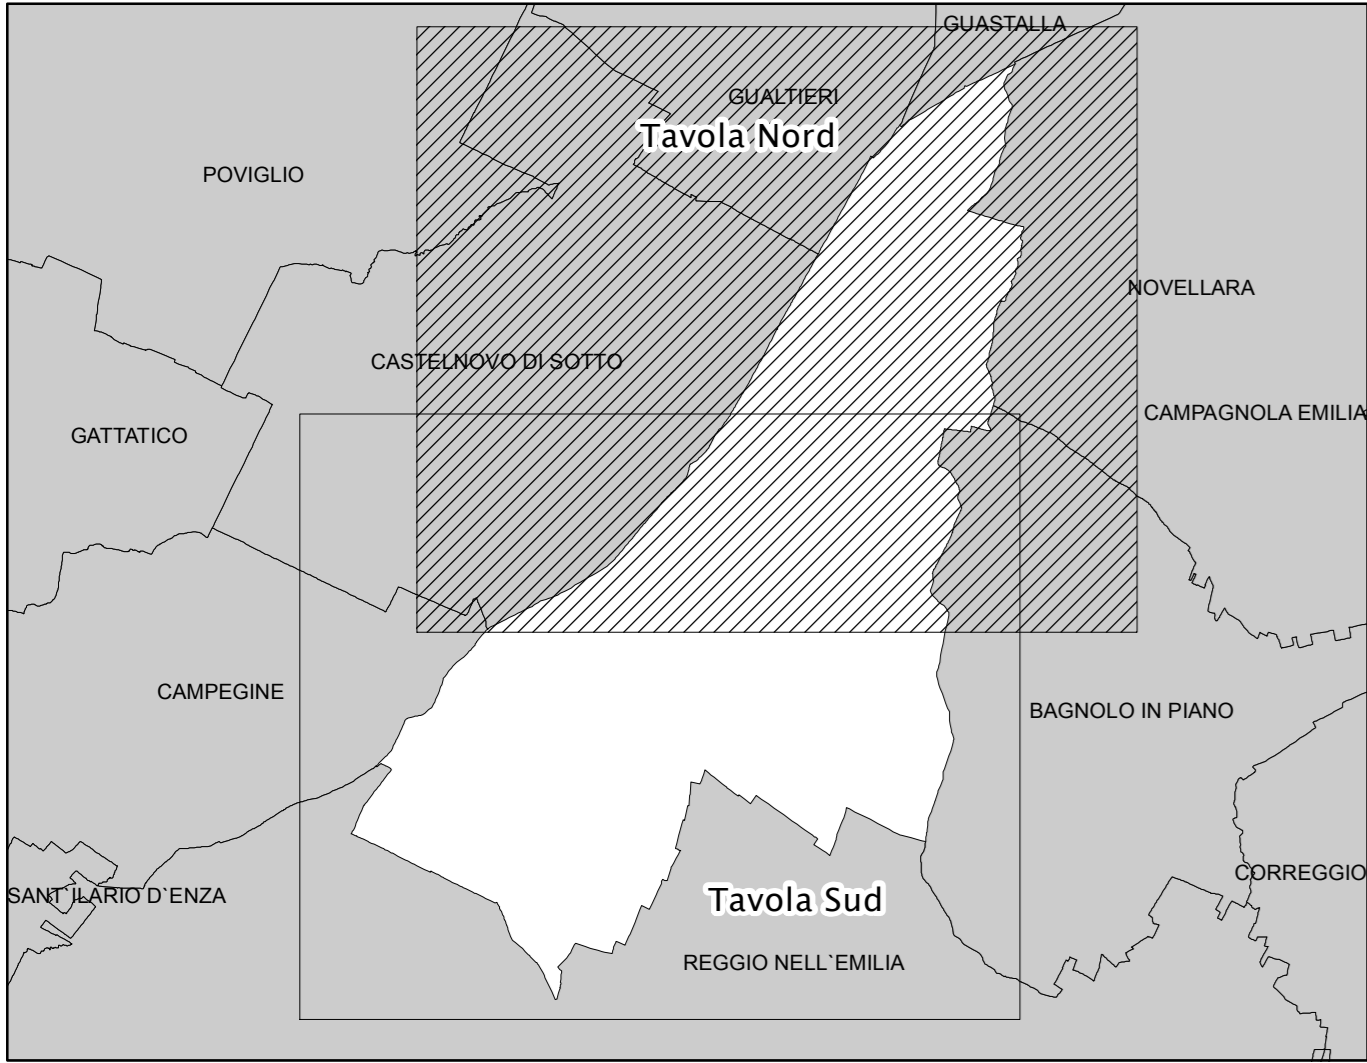 GUASTALLA
GUALTIERI
Tavola Nord
POVIGLIO
NOVELLARA
CASTELNOVO DI SOTTO
CAMPAGNOLA EMILIA
GATTATICO
CAMPEGINE
BAGNOLO IN PIANO
CORREGGIO
SANT`ILARIO D`ENZA
Tavola Sud
REGGIO NELL`EMILIA